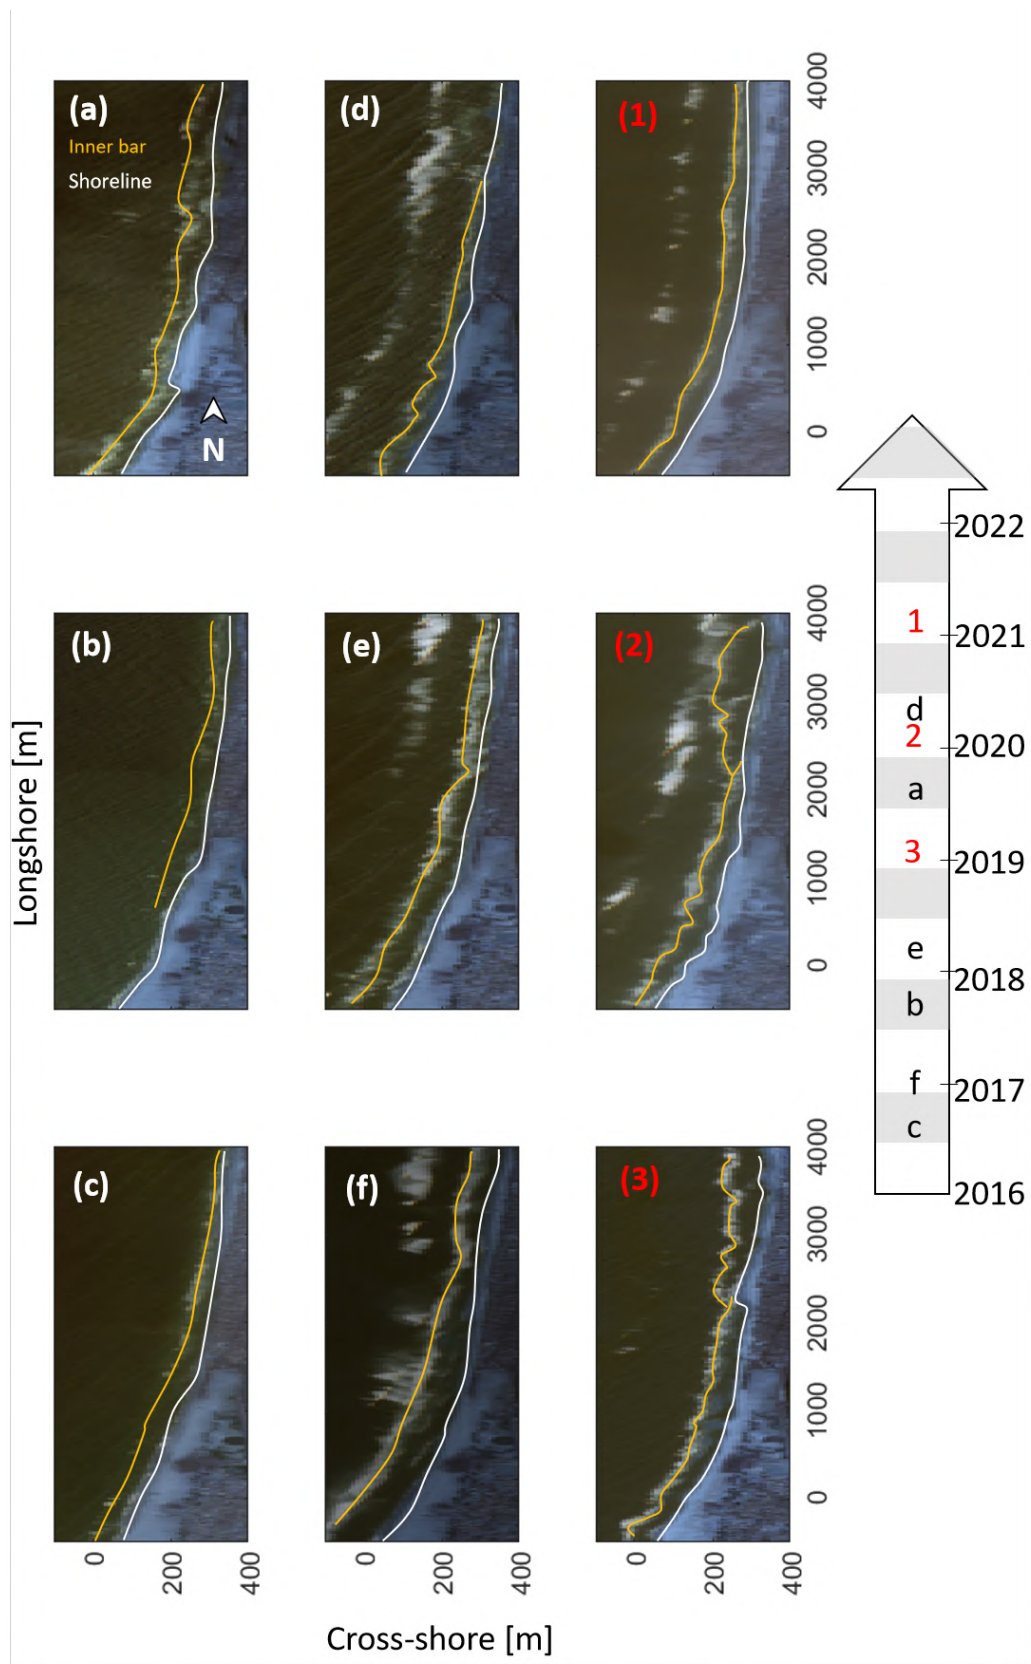 (a)
Inner bar
Shoreline
N
(d)
(1)
4000
3000
2000
1000
0
(b)
(e)
(2)
4000
3000
2000
1000
0
(c)
(f)
(3)
4000
3000
2000
1000
0
0
200
400
0
200
400
0
200
400
Longshore [m]
Cross-shore [m]
2022
1
2021
d
2
2020
a
3
2019
e
2018
b
f
2017
c
2016